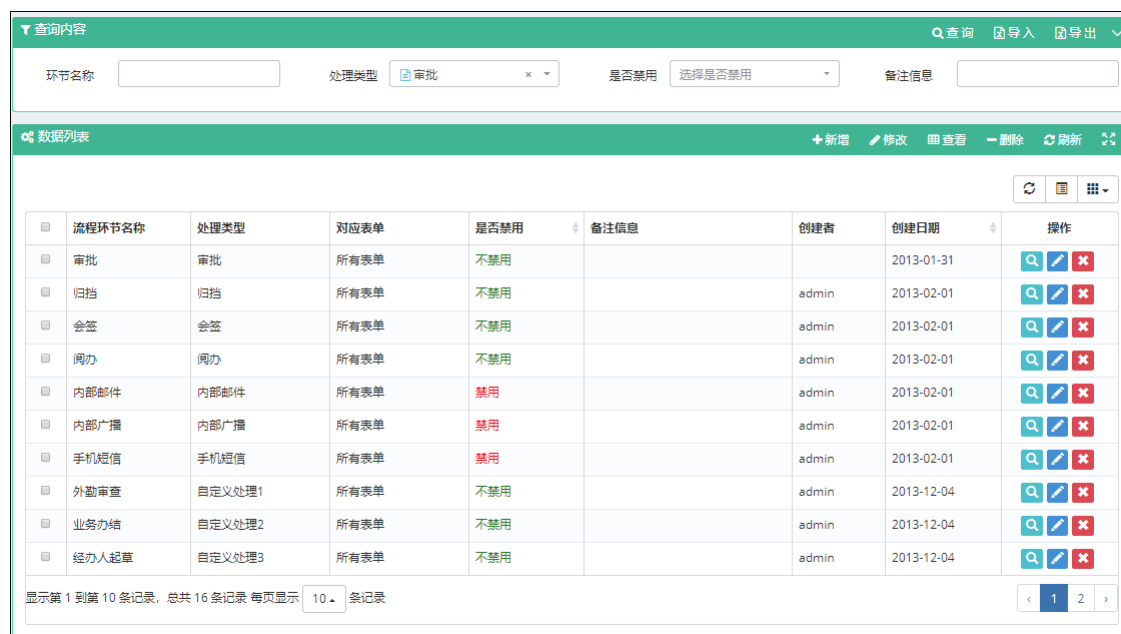 查询内容 查询 导入 导出
环节名称 处理类型 审批 × 是否禁用 选择是否禁用 备注信息
数据列表 新增 修改 查看 删除 刷新
流程环节名称 处理类型 对应表单 是否禁用 备注信息 创建者 创建日期 操作
审批 审批 所有表单 不禁用 2013-01-31
归挡 归挡 所有表单 不禁用 admin 2013-02-01
会签 会签 所有表单 不禁用 admin 2013-02-01
阅办 阅办 所有表单 不禁用 admin 2013-02-01
内部邮件 内部邮件 所有表单 禁用 admin 2013-02-01
内部广播 内部广播 所有表单 禁用 admin 2013-02-01
手机短信 手机短信 所有表单 禁用 admin 2013-02-01
外勤审查 自定义处理1 所有表单 不禁用 admin 2013-12-04
业务办结 自定义处理2 所有表单 不禁用 admin 2013-12-04
经办人起草 自定义处理3 所有表单 不禁用 admin 2013-12-04
显示第 1 到第 10 条记录，总共 16 条记录 每页显示 10 条记录 ‹ 1 2 ›